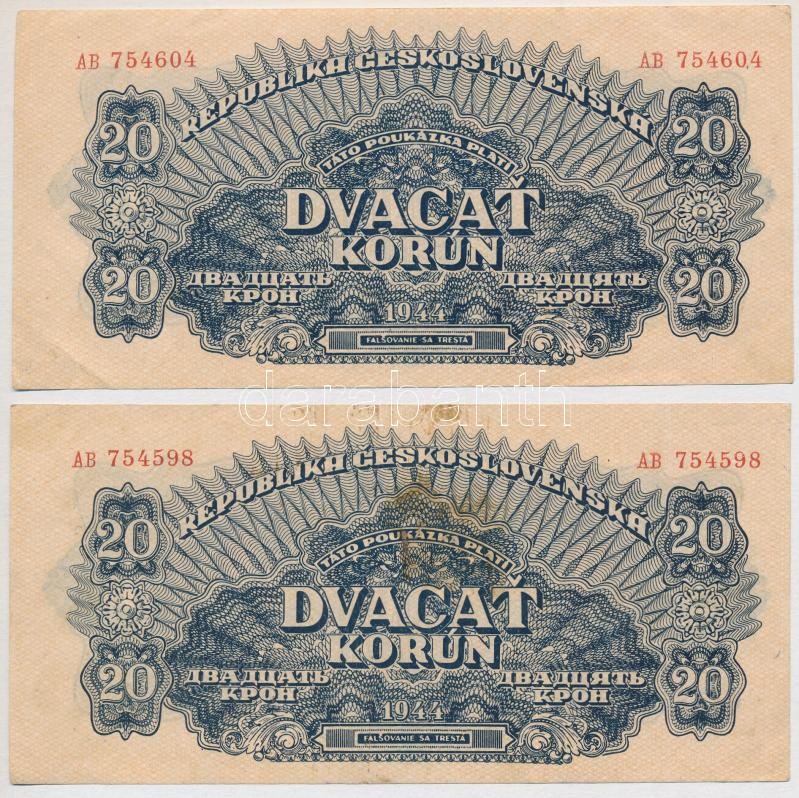 AB 754604 AB 754604
REPUBLIKA ČESKOSLOVENSKÁ
20 20
TÁTO POUKÁZKA PLATÍ
DVACAŤ
KORÚN
20 ДВАДЦАТЬ ДВАДЦЯТЬ 20
КРОН КРОН
1944
FALŠOVANIE SA TRESTÁ
darabanth
AB 754598 AB 754598
REPUBLIKA ČESKOSLOVENSKÁ
20 20
TÁTO POUKÁZKA PLATÍ
DVACAŤ
KORÚN
20 ДВАДЦАТЬ ДВАДЦЯТЬ 20
КРОН КРОН
1944
FALŠOVANIE SA TRESTÁ